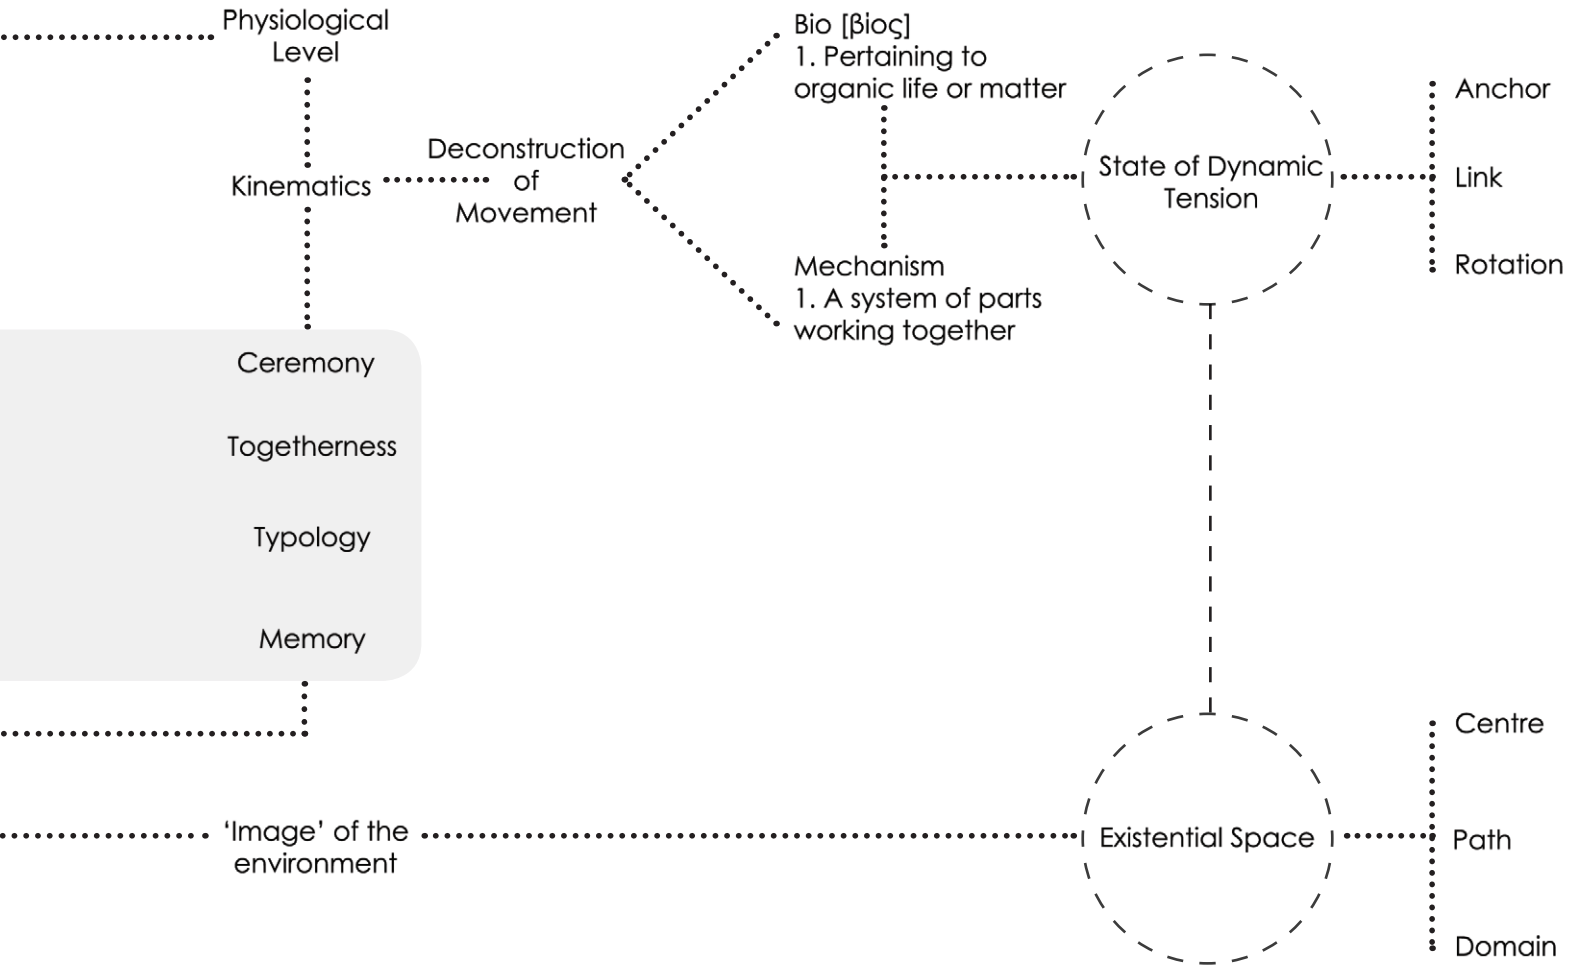 Physiological
Level
Kinematics
Deconstruction
of
Movement
Bio [βιος]
1. Pertaining to
organic life or matter
Mechanism
1. A system of parts
working together
State of Dynamic
Tension
Anchor
Link
Rotation
Ceremony
Togetherness
Typology
Memory
‘Image’ of the
environment
Existential Space
Centre
Path
Domain